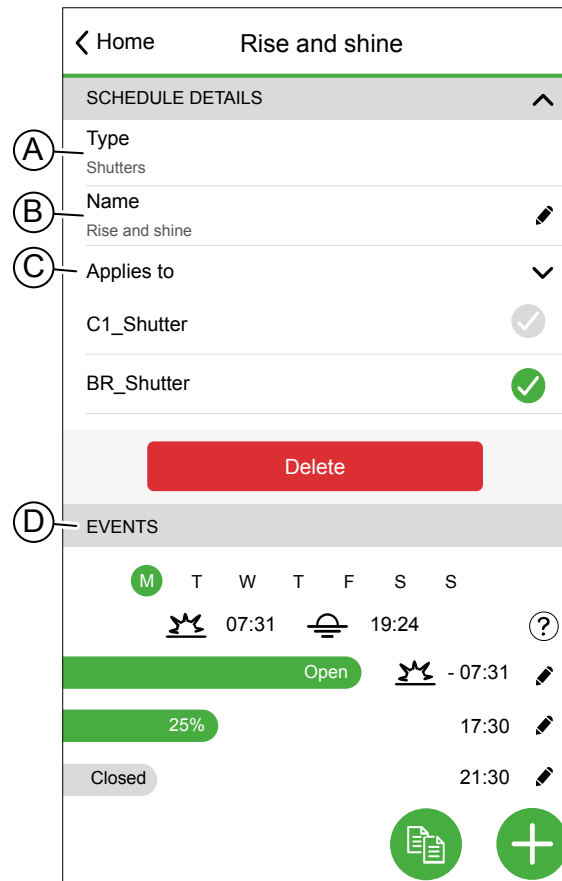 Home Rise and shine
SCHEDULE DETAILS
A Type
Shutters
B Name
Rise and shine
C Applies to
C1_Shutter
BR_Shutter
Delete
D EVENTS
M T W T F S S
07:31 19:24 ?
Open - 07:31
25% 17:30
Closed 21:30